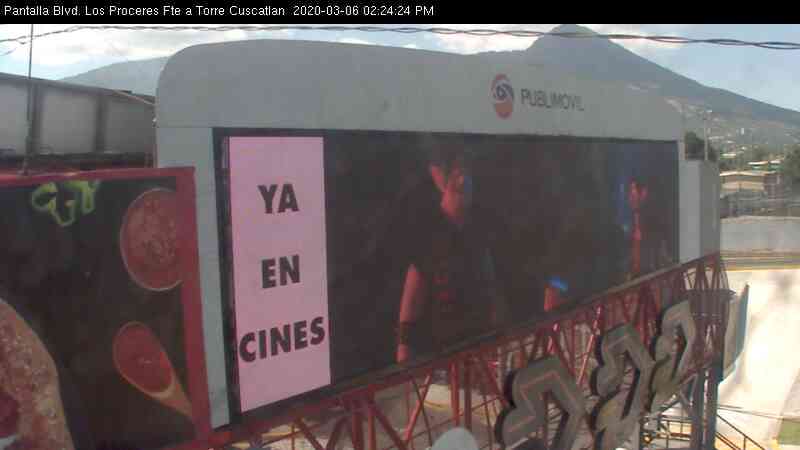 Pantalla Blvd. Los Proceres Fte a Torre Cuscatlan 2020-03-06 02:24:24 PM
PUBLIMOVIL
YA
EN
CINES